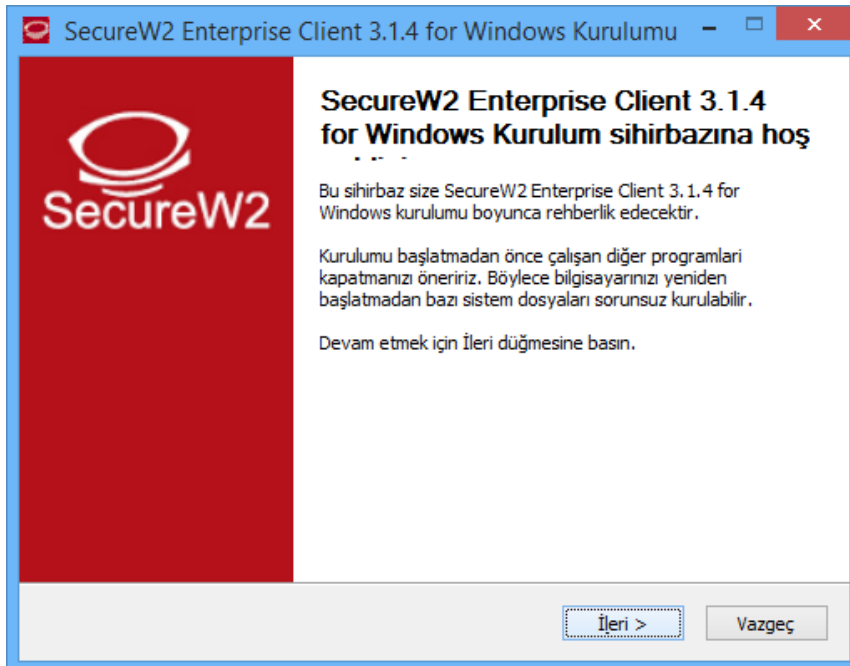 SecureW2 Enterprise Client 3.1.4 for Windows Kurulumu
SecureW2
SecureW2 Enterprise Client 3.1.4
for Windows Kurulum sihirbazına hoş
Bu sihirbaz size SecureW2 Enterprise Client 3.1.4 for
Windows kurulumu boyunca rehberlik edecektir.
Kurulumu başlatmadan önce çalışan diğer programlari
kapatmanızı öneririz. Böylece bilgisayarınızı yeniden
başlatmadan bazı sistem dosyaları sorunsuz kurulabilir.
Devam etmek için İleri düğmesine basın.
İleri >
Vazgeç